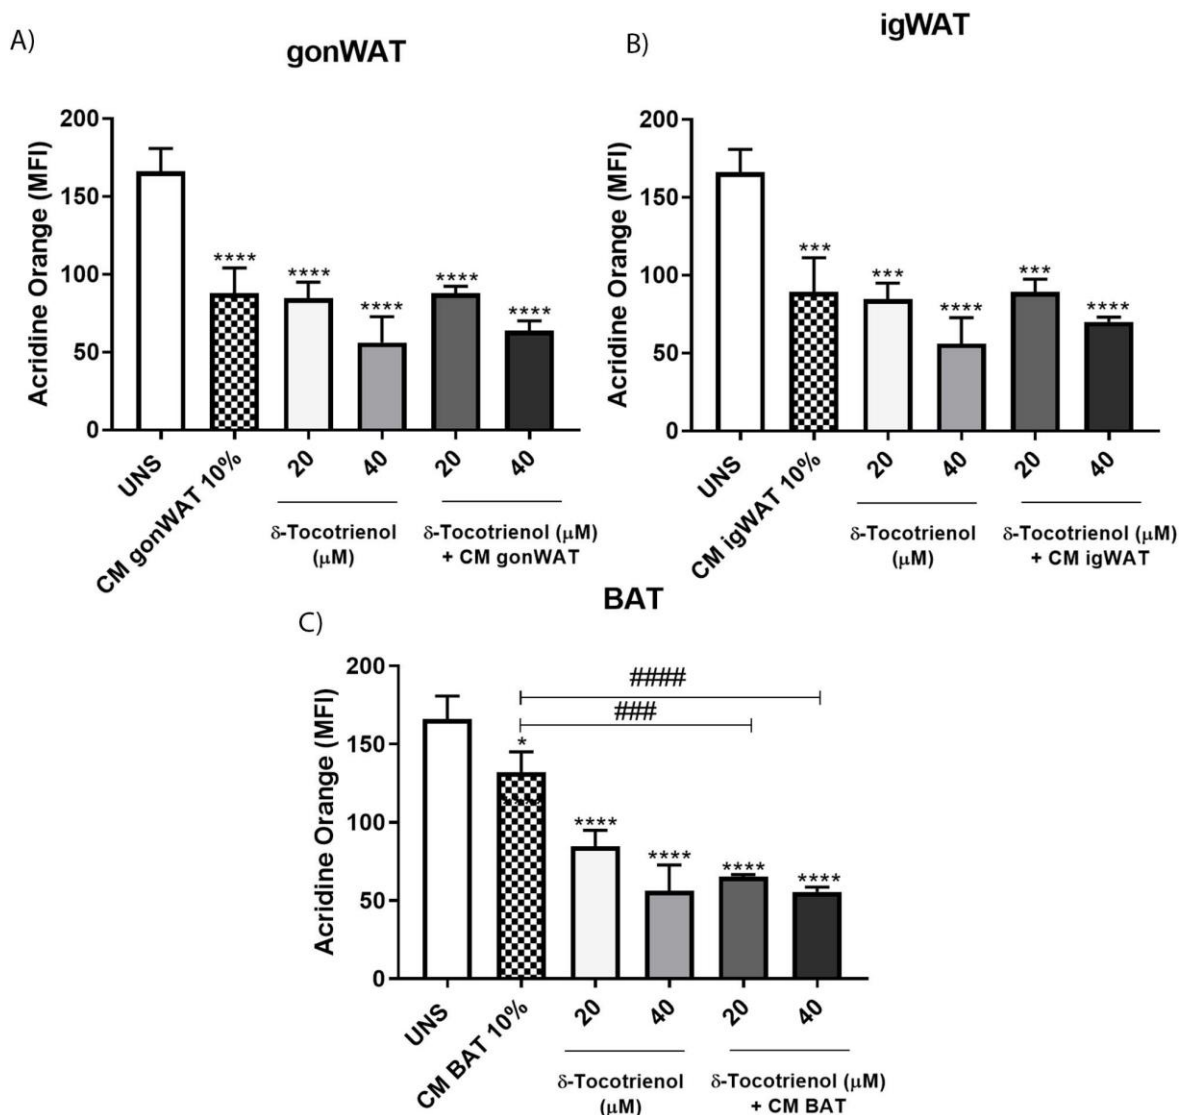 A)
gonWAT
Acridine Orange (MFI)
200
150
100
50
0
****
****
****
****
****
UNS
CM gonWAT 10%
20
40
20
40
δ-Tocotrienol
(μM)
δ-Tocotrienol (μM)
+ CM gonWAT
B)
igWAT
Acridine Orange (MFI)
200
150
100
50
0
***
***
****
***
****
UNS
CM igWAT 10%
20
40
20
40
δ-Tocotrienol
(μM)
δ-Tocotrienol (μM)
+ CM igWAT
C)
BAT
Acridine Orange (MFI)
200
150
100
50
0
####
###
*
****
****
****
****
UNS
CM BAT 10%
20
40
20
40
δ-Tocotrienol
(μM)
δ-Tocotrienol (μM)
+ CM BAT